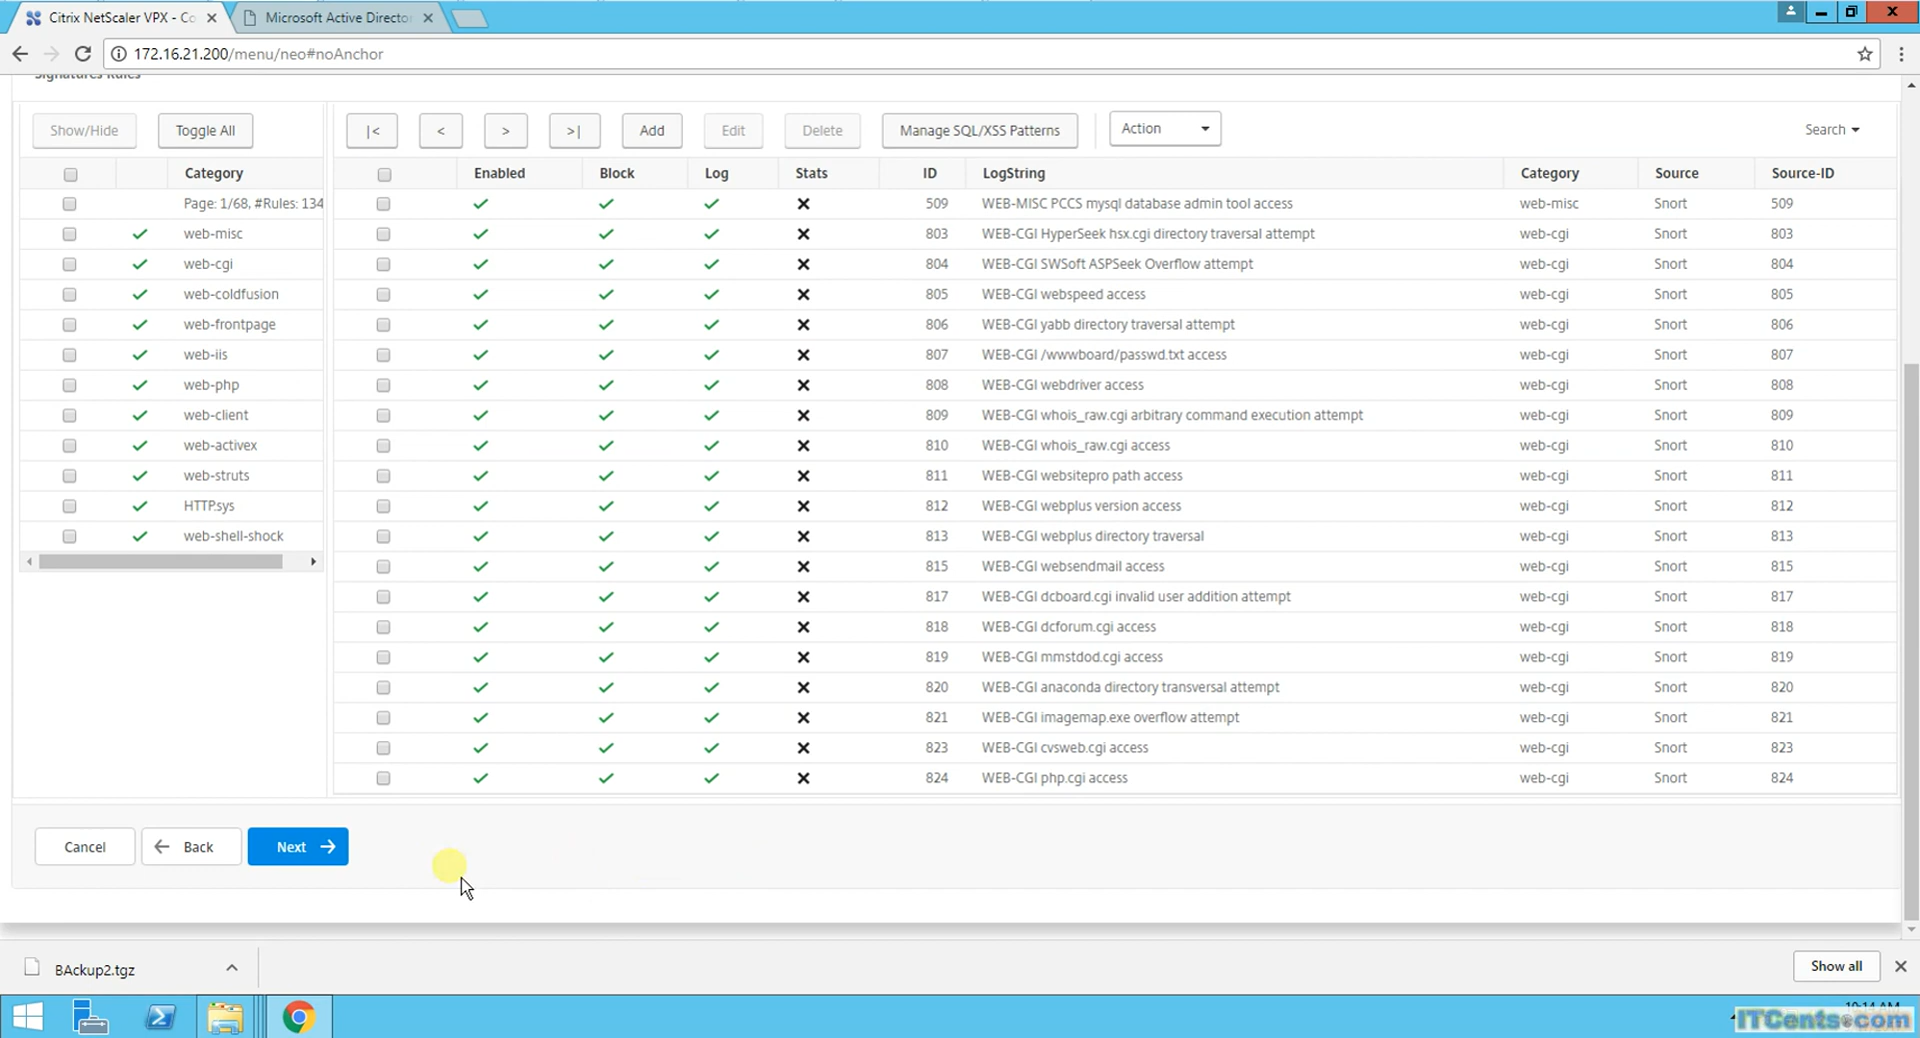 Citrix NetScaler VPX - Co
Microsoft Active Director
172.16.21.200/menu/neo#noAnchor
Signatures Rules
Show/Hide Toggle All |< < > >| Add Edit Delete Manage SQL/XSS Patterns Action Search
Category Enabled Block Log Stats ID LogString Category Source Source-ID
Page: 1/68, #Rules: 134 509 WEB-MISC PCCS mysql database admin tool access web-misc Snort 509
web-misc 803 WEB-CGI HyperSeek hsx.cgi directory traversal attempt web-cgi Snort 803
web-cgi 804 WEB-CGI SWSoft ASPSeek Overflow attempt web-cgi Snort 804
web-coldfusion 805 WEB-CGI webspeed access web-cgi Snort 805
web-frontpage 806 WEB-CGI yabb directory traversal attempt web-cgi Snort 806
web-iis 807 WEB-CGI /wwwboard/passwd.txt access web-cgi Snort 807
web-php 808 WEB-CGI webdriver access web-cgi Snort 808
web-client 809 WEB-CGI whois_raw.cgi arbitrary command execution attempt web-cgi Snort 809
web-activex 810 WEB-CGI whois_raw.cgi access web-cgi Snort 810
web-struts 811 WEB-CGI websitepro path access web-cgi Snort 811
HTTP.sys 812 WEB-CGI webplus version access web-cgi Snort 812
web-shell-shock 813 WEB-CGI webplus directory traversal web-cgi Snort 813
815 WEB-CGI websendmail access web-cgi Snort 815
817 WEB-CGI dcboard.cgi invalid user addition attempt web-cgi Snort 817
818 WEB-CGI dcforum.cgi access web-cgi Snort 818
819 WEB-CGI mmstdod.cgi access web-cgi Snort 819
820 WEB-CGI anaconda directory transversal attempt web-cgi Snort 820
821 WEB-CGI imagemap.exe overflow attempt web-cgi Snort 821
823 WEB-CGI cvsweb.cgi access web-cgi Snort 823
824 WEB-CGI php.cgi access web-cgi Snort 824
Cancel Back Next
BAckup2.tgz Show all
10:14 AM
ITCents®com